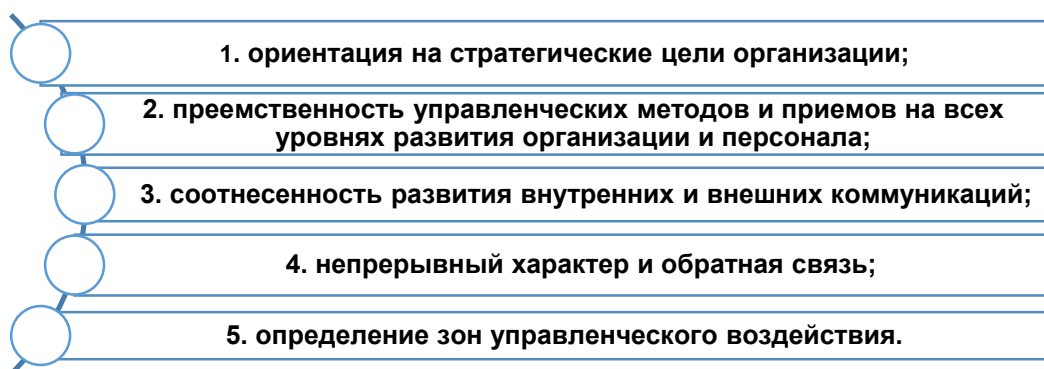 1. ориентация на стратегические цели организации;
2. преемственность управленческих методов и приемов на всех
уровнях развития организации и персонала;
3. соотнесенность развития внутренних и внешних коммуникаций;
4. непрерывный характер и обратная связь;
5. определение зон управленческого воздействия.